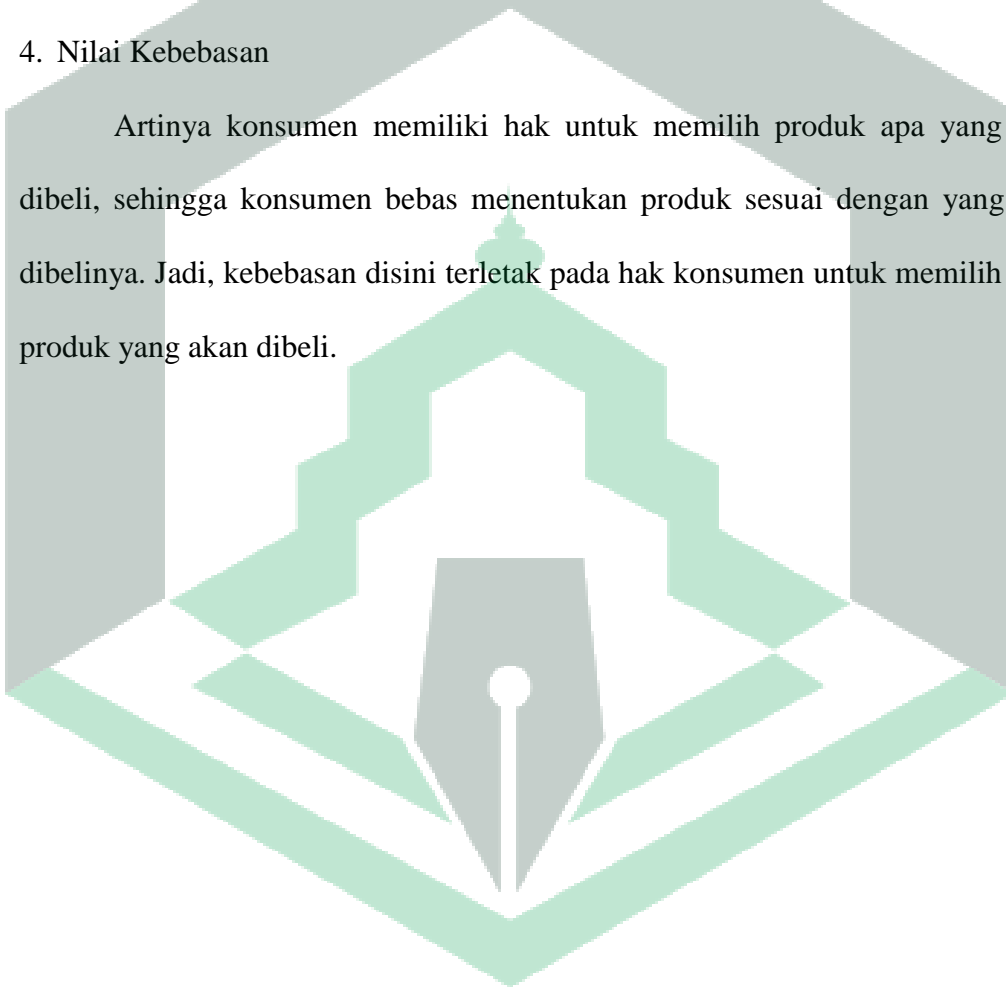 4. Nilai Kebebasan
Artinya konsumen memiliki hak untuk memilih produk apa yang
dibeli, sehingga konsumen bebas menentukan produk sesuai dengan yang
dibelinya. Jadi, kebebasan disini terletak pada hak konsumen untuk memilih
produk yang akan dibeli.